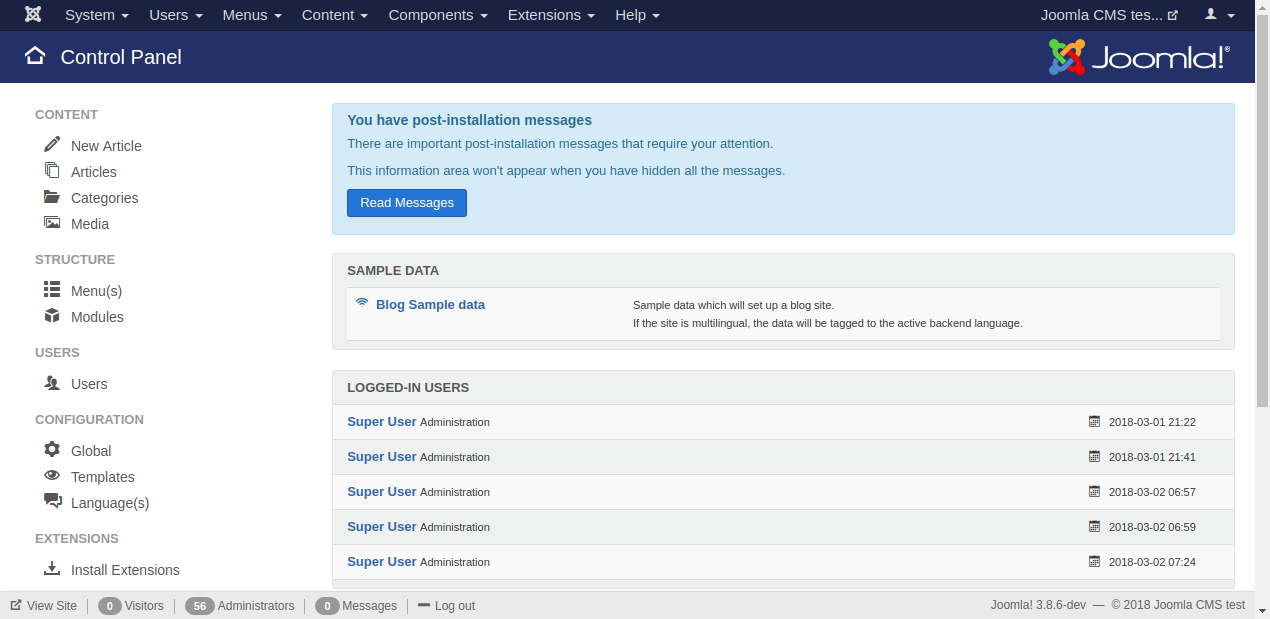 System Users Menus Content Components Extensions Help Joomla CMS tes...
Control Panel Joomla!®
CONTENT
New Article
Articles
Categories
Media
STRUCTURE
Menu(s)
Modules
USERS
Users
CONFIGURATION
Global
Templates
Language(s)
EXTENSIONS
Install Extensions
You have post-installation messages
There are important post-installation messages that require your attention.
This information area won't appear when you have hidden all the messages.
Read Messages
SAMPLE DATA
Blog Sample data
Sample data which will set up a blog site.
If the site is multilingual, the data will be tagged to the active backend language.
LOGGED-IN USERS
Super User Administration 2018-03-01 21:22
Super User Administration 2018-03-01 21:41
Super User Administration 2018-03-02 06:57
Super User Administration 2018-03-02 06:59
Super User Administration 2018-03-02 07:24
View Site 0 Visitors 56 Administrators 0 Messages Log out Joomla! 3.8.6-dev — © 2018 Joomla CMS test